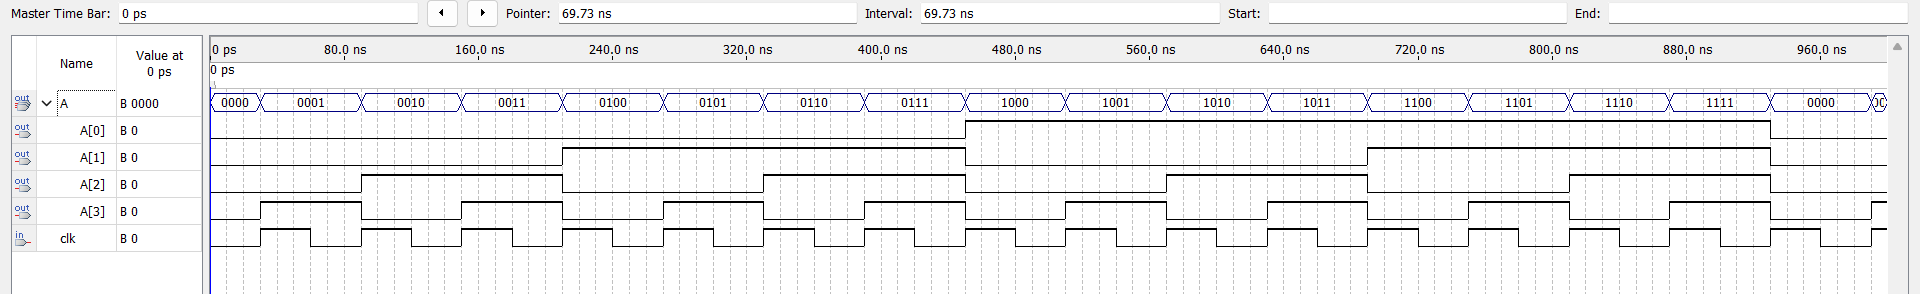 Master Time Bar: 0 ps Pointer: 69.73 ns Interval: 69.73 ns Start: End:
Name Value at 0 ps
0 ps 80.0 ns 160.0 ns 240.0 ns 320.0 ns 400.0 ns 480.0 ns 560.0 ns 640.0 ns 720.0 ns 800.0 ns 880.0 ns 960.0 ns
0 ps
out A B 0000 0000 0001 0010 0011 0100 0101 0110 0111 1000 1001 1010 1011 1100 1101 1110 1111 0000
out A[0] B 0
out A[1] B 0
out A[2] B 0
out A[3] B 0
in clk B 0